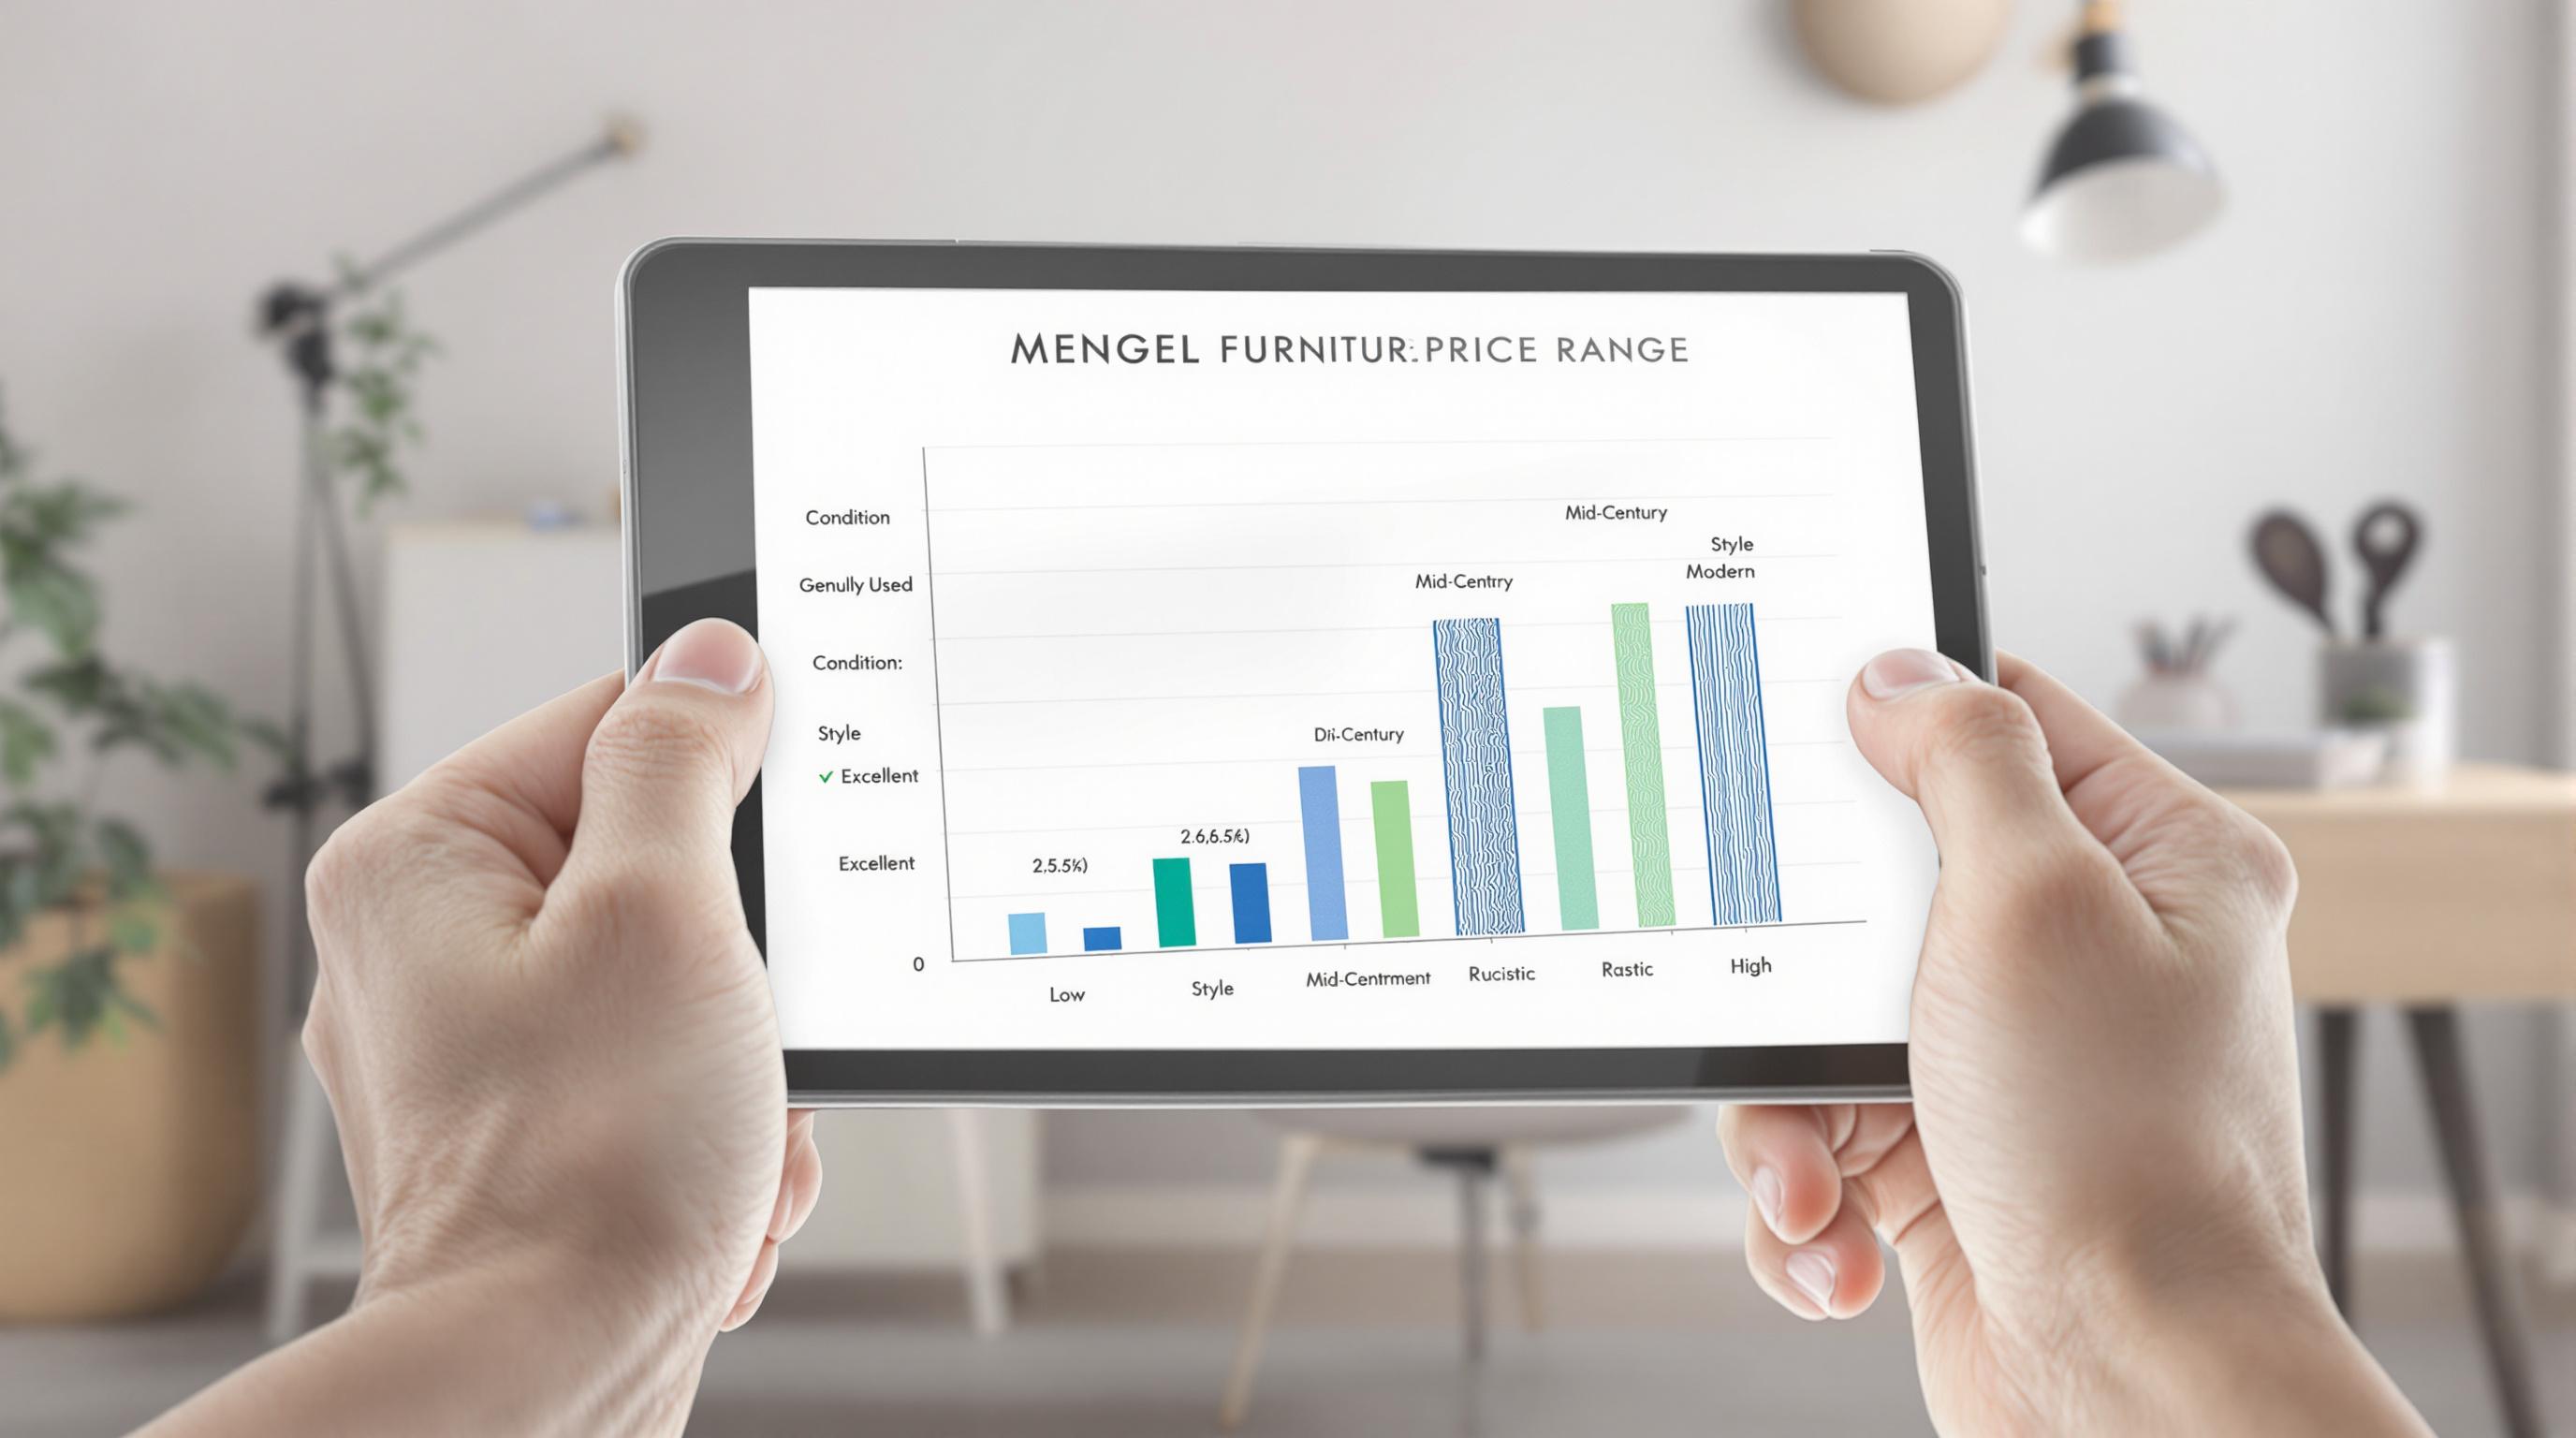 MENGEL FURNITUR: PRICE RANGE
Condition
Genully Used
Condition:
Style
✓ Excellent
Excellent
0
2,5.5%)
2.6,6.5%)
Dii-Century
Mid-Centrry
Mid-Century
Style
Modern
Low
Style
Mid-Centrment
Rucistic
Rastic
High